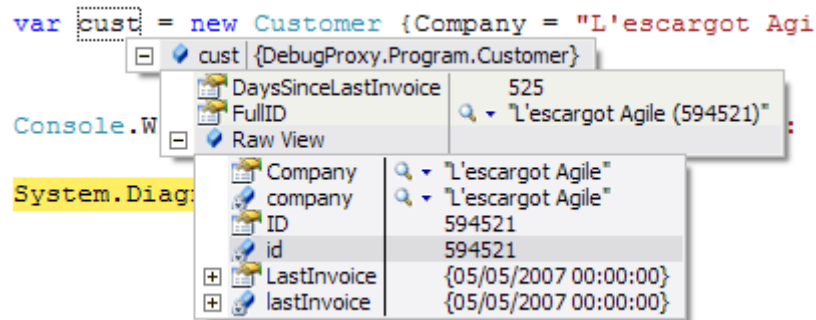 var cust = new Customer {Company = "L'escargot Agi
cust {DebugProxy.Program.Customer}
DaysSinceLastInvoice 525
FullID "L'escargot Agile (594521)"
Console.W
Raw View
Company "L'escargot Agile"
company "L'escargot Agile"
System.Diag
ID 594521
id 594521
LastInvoice {05/05/2007 00:00:00}
lastInvoice {05/05/2007 00:00:00}